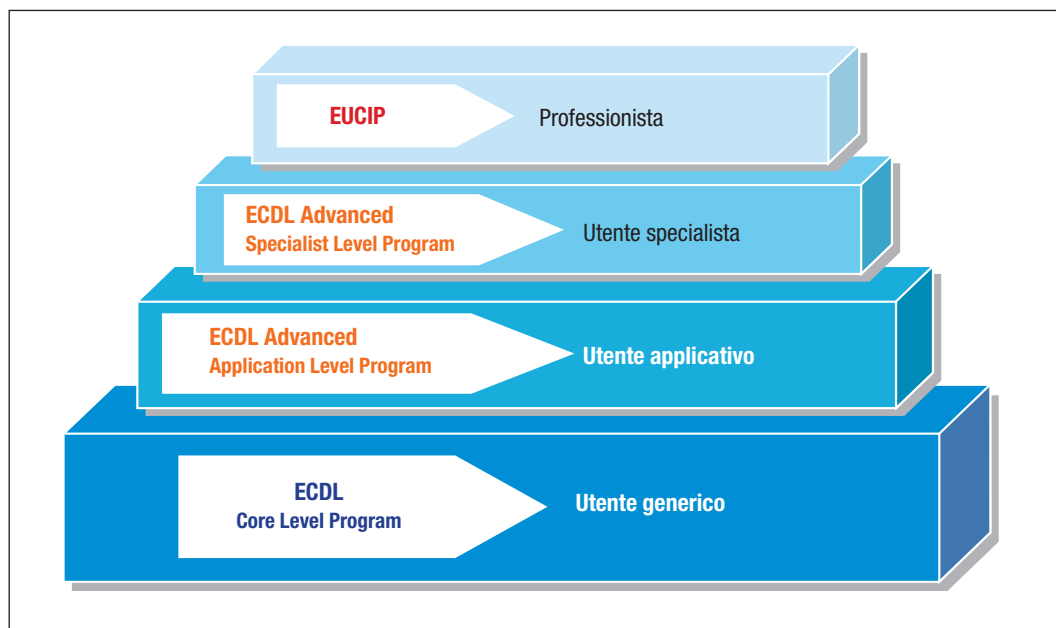 EUCIP
Professionista
ECDL Advanced
Specialist Level Program
Utente specialista
ECDL Advanced
Application Level Program
Utente applicativo
ECDL
Core Level Program
Utente generico